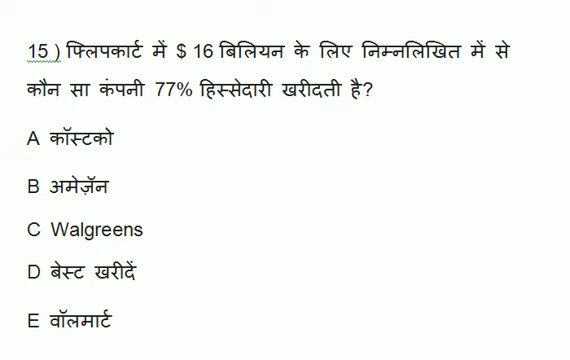 15 ) फ्लिपकार्ट में $ 16 बिलियन के लिए निम्नलिखित में से
कौन सा कंपनी 77% हिस्सेदारी खरीदती है?
A कॉस्टको
B अमेज़ॅन
C Walgreens
D बेस्ट खरीदें
E वॉलमार्ट